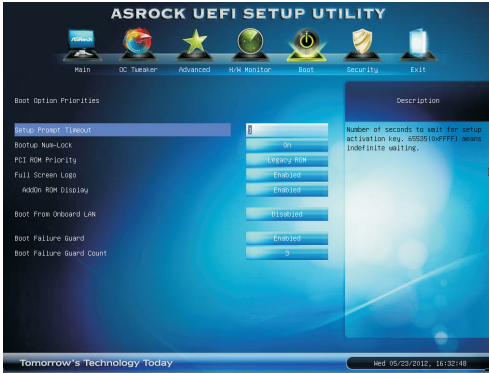 ASROCK UEFI SETUP UTILITY
ASRock
Main OC Tweaker Advanced H/W Monitor Boot Security Exit
Boot Option Priorities
Description
Setup Prompt Timeout
Number of seconds to wait for setup
activation key. 65535(0xFFFF) means
indefinite waiting.
Bootup Num-Lock On
PCI ROM Priority Legacy ROM
Full Screen Logo Enabled
AddOn ROM Display Enabled
Boot From Onboard LAN Disabled
Boot Failure Guard Enabled
Boot Failure Guard Count 3
Tomorrow's Technology Today
Wed 05/23/2012, 16:32:48